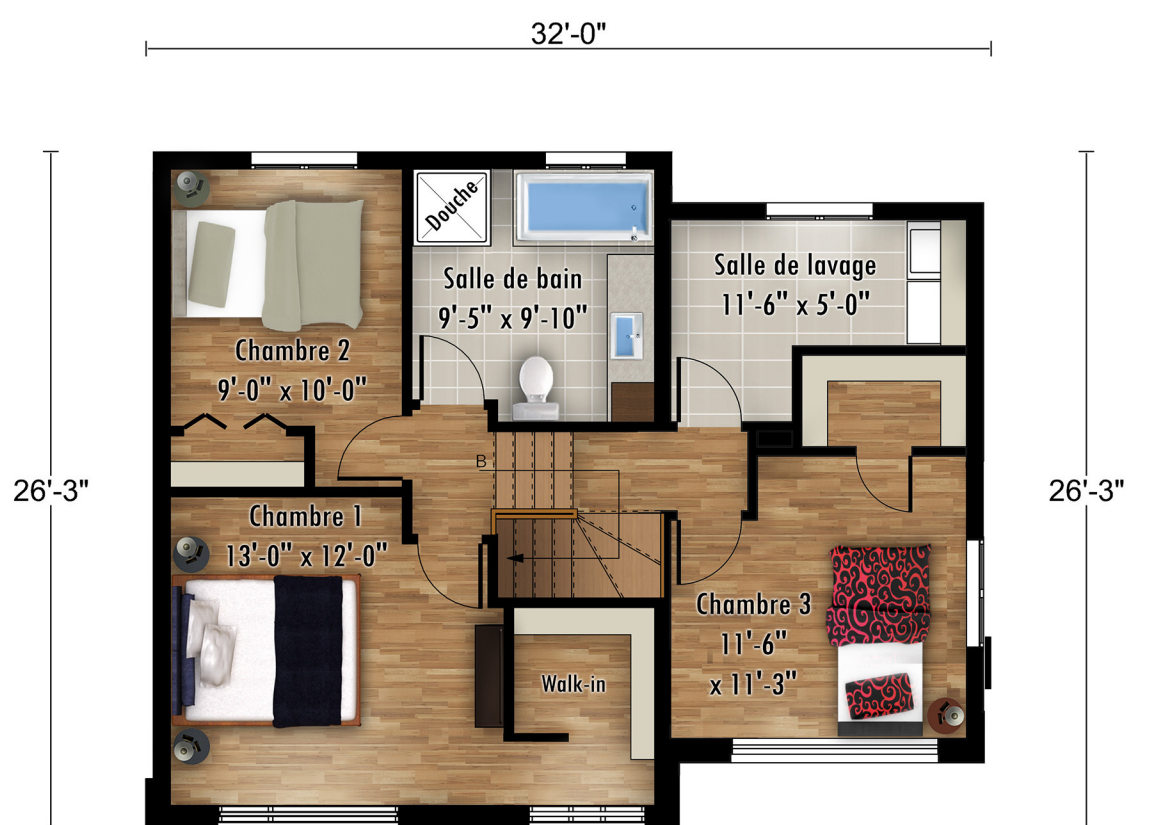 32'-0"
Douche
Salle de bain
9'-5" x 9'-10"
Salle de lavage
11'-6" x 5'-0"
Chambre 2
9'-0" x 10'-0"
B
26'-3"
26'-3"
Chambre 1
13'-0" x 12'-0"
Chambre 3
11'-6"
x 11'-3"
Walk-in